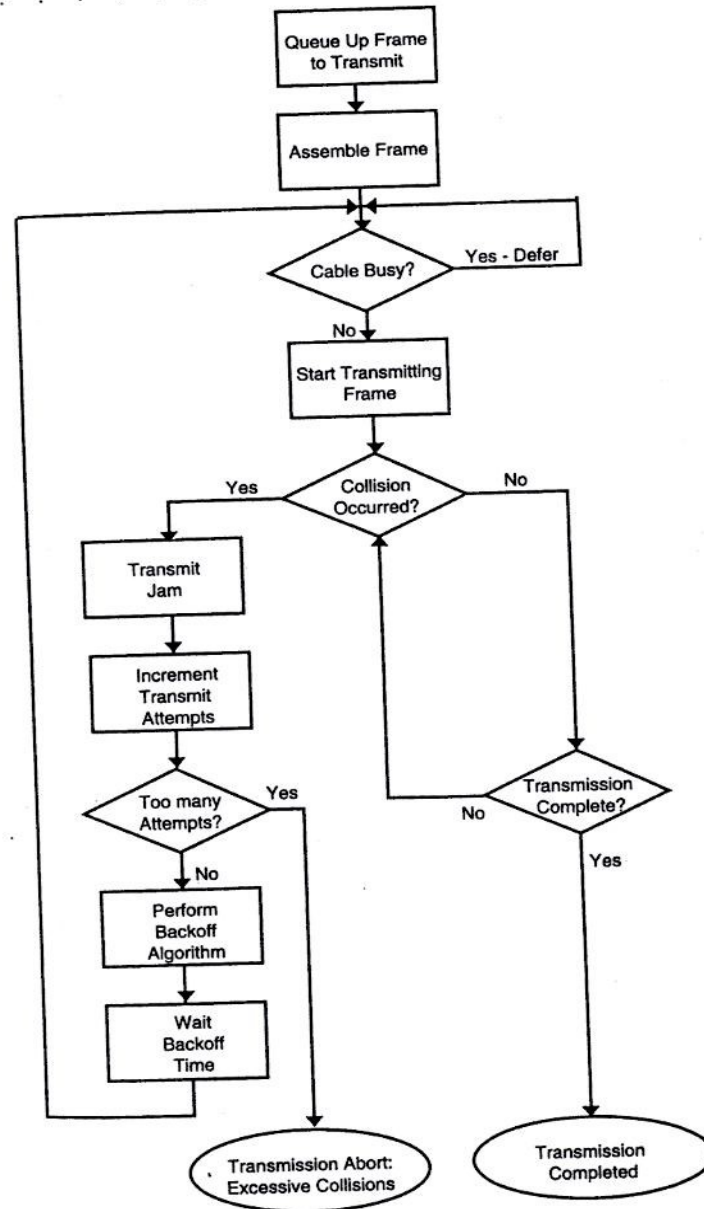 Queue Up Frame
to Transmit
Assemble Frame
Cable Busy?
Yes - Defer
No
Start Transmitting
Frame
Collision
Occurred?
Yes
No
Transmit
Jam
Increment
Transmit
Attempts
Too many
Attempts?
Yes
No
Transmission
Complete?
No
Yes
Perform
Backoff
Algorithm
Wait
Backoff
Time
Transmission Abort:
Excessive Collisions
Transmission
Completed